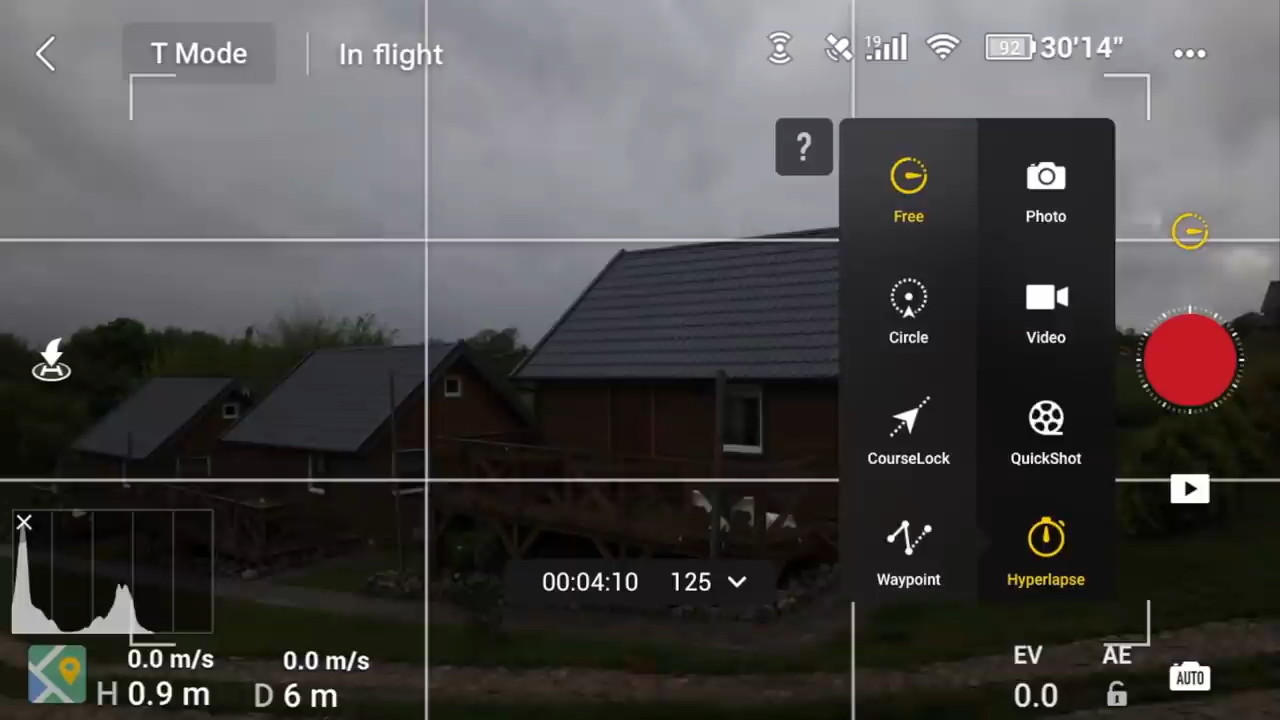 T Mode
In flight
19
92
30'14"
?
Free
Photo
Circle
Video
CourseLock
QuickShot
Waypoint
Hyperlapse
00:04:10 125
0.0 m/s 0.0 m/s
H 0.9 m D 6 m
EV AE
0.0
AUTO